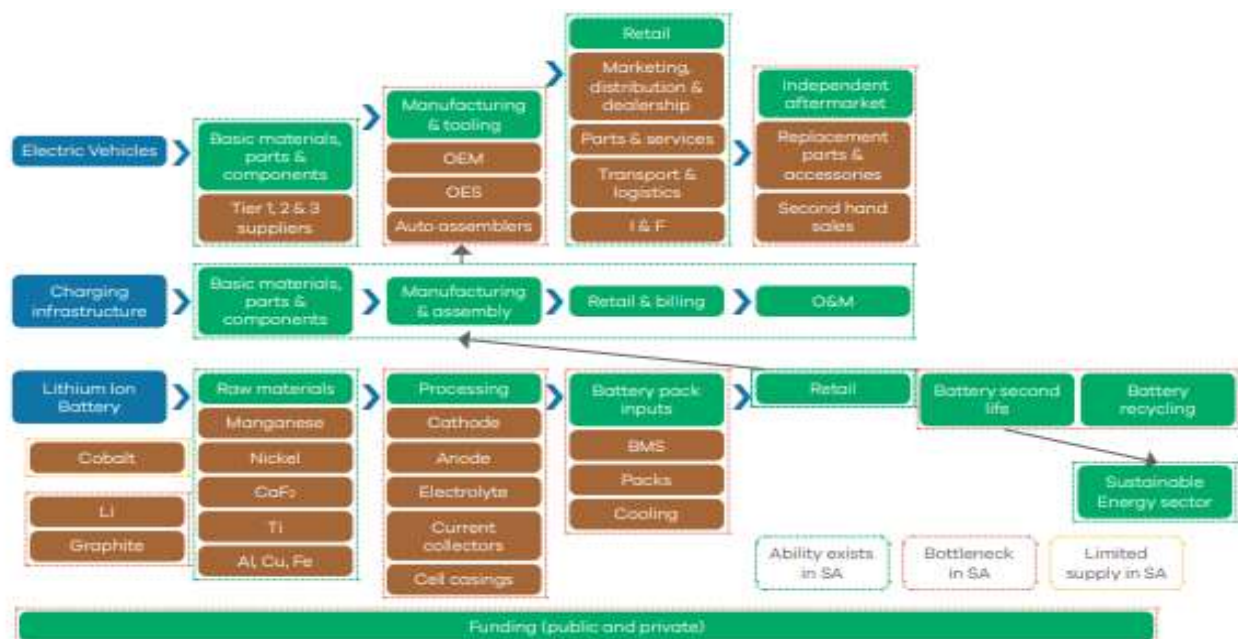 Retail
Marketing,
distribution &
dealership
Parts & services
Transport &
logistics
I & F
Independent
aftermarket
Replacement
parts &
accessories
Second hand
sales
Manufacturing
& tooling
OEM
OES
Auto assemblers
Electric Vehicles
Basic materials,
parts &
components
Tier 1, 2 & 3
suppliers
Charging
infrastructure
Basic materials,
parts &
components
Manufacturing
& assembly
Retail & billing
O&M
Lithium Ion
Battery
Cobalt
Li
Graphite
Raw materials
Manganese
Nickel
CaF₂
Ti
Al, Cu, Fe
Processing
Cathode
Anode
Electrolyte
Current
collectors
Cell casings
Battery pack
inputs
BMS
Packs
Cooling
Retail
Battery second
life
Battery
recycling
Sustainable
Energy sector
Ability exists
in SA
Bottleneck
in SA
Limited
supply in SA
Funding (public and private)